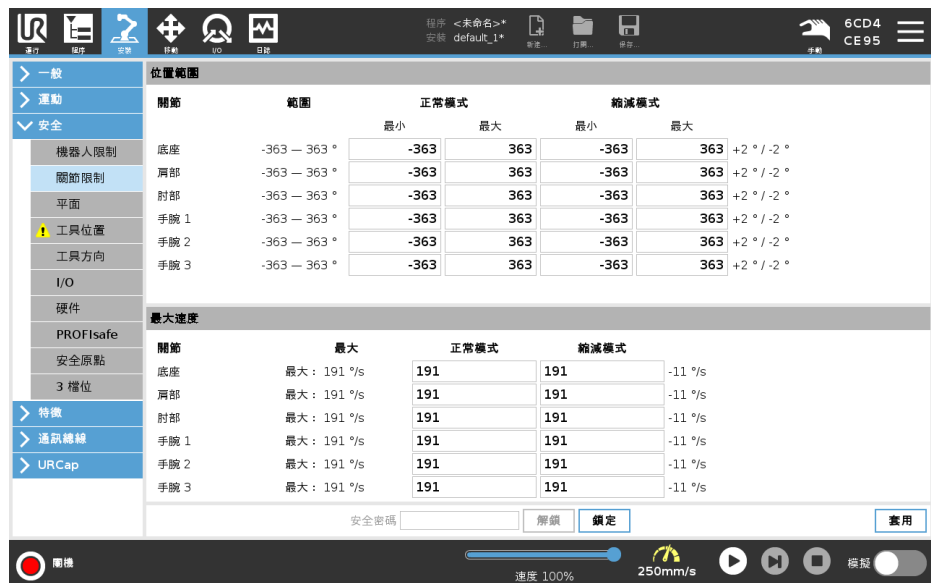 運行 程序 安裝 移動 I/O 日誌
程序 <未命名>*
安裝 default_1*
新建... 打開... 保存...
手動
6CD4
CE95
一般
運動
安全
機器人限制
關節限制
平面
工具位置
工具方向
I/O
硬件
PROFIsafe
安全原點
3 檔位
特徵
通訊總線
URCap
位置範圍
關節 範圍 正常模式 縮減模式
最小 最大 最小 最大
底座 -363 — 363 ° -363 363 -363 363 +2 ° / -2 °
肩部 -363 — 363 ° -363 363 -363 363 +2 ° / -2 °
肘部 -363 — 363 ° -363 363 -363 363 +2 ° / -2 °
手腕 1 -363 — 363 ° -363 363 -363 363 +2 ° / -2 °
手腕 2 -363 — 363 ° -363 363 -363 363 +2 ° / -2 °
手腕 3 -363 — 363 ° -363 363 -363 363 +2 ° / -2 °
最大速度
關節 最大 正常模式 縮減模式
底座 最大： 191 °/s 191 191 -11 °/s
肩部 最大： 191 °/s 191 191 -11 °/s
肘部 最大： 191 °/s 191 191 -11 °/s
手腕 1 最大： 191 °/s 191 191 -11 °/s
手腕 2 最大： 191 °/s 191 191 -11 °/s
手腕 3 最大： 191 °/s 191 191 -11 °/s
安全密碼 解鎖 鎖定 套用
關機
速度 100%
250mm/s
模擬